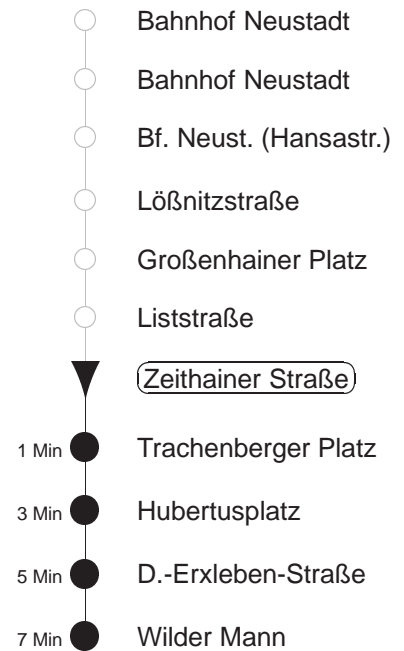 Bahnhof Neustadt
Bahnhof Neustadt
Bf. Neust. (Hansastr.)
Lößnitzstraße
Großenhainer Platz
Liststraße
Zeithainer Straße
1 Min Trachenberger Platz
3 Min Hubertusplatz
5 Min D.-Erxleben-Straße
7 Min Wilder Mann